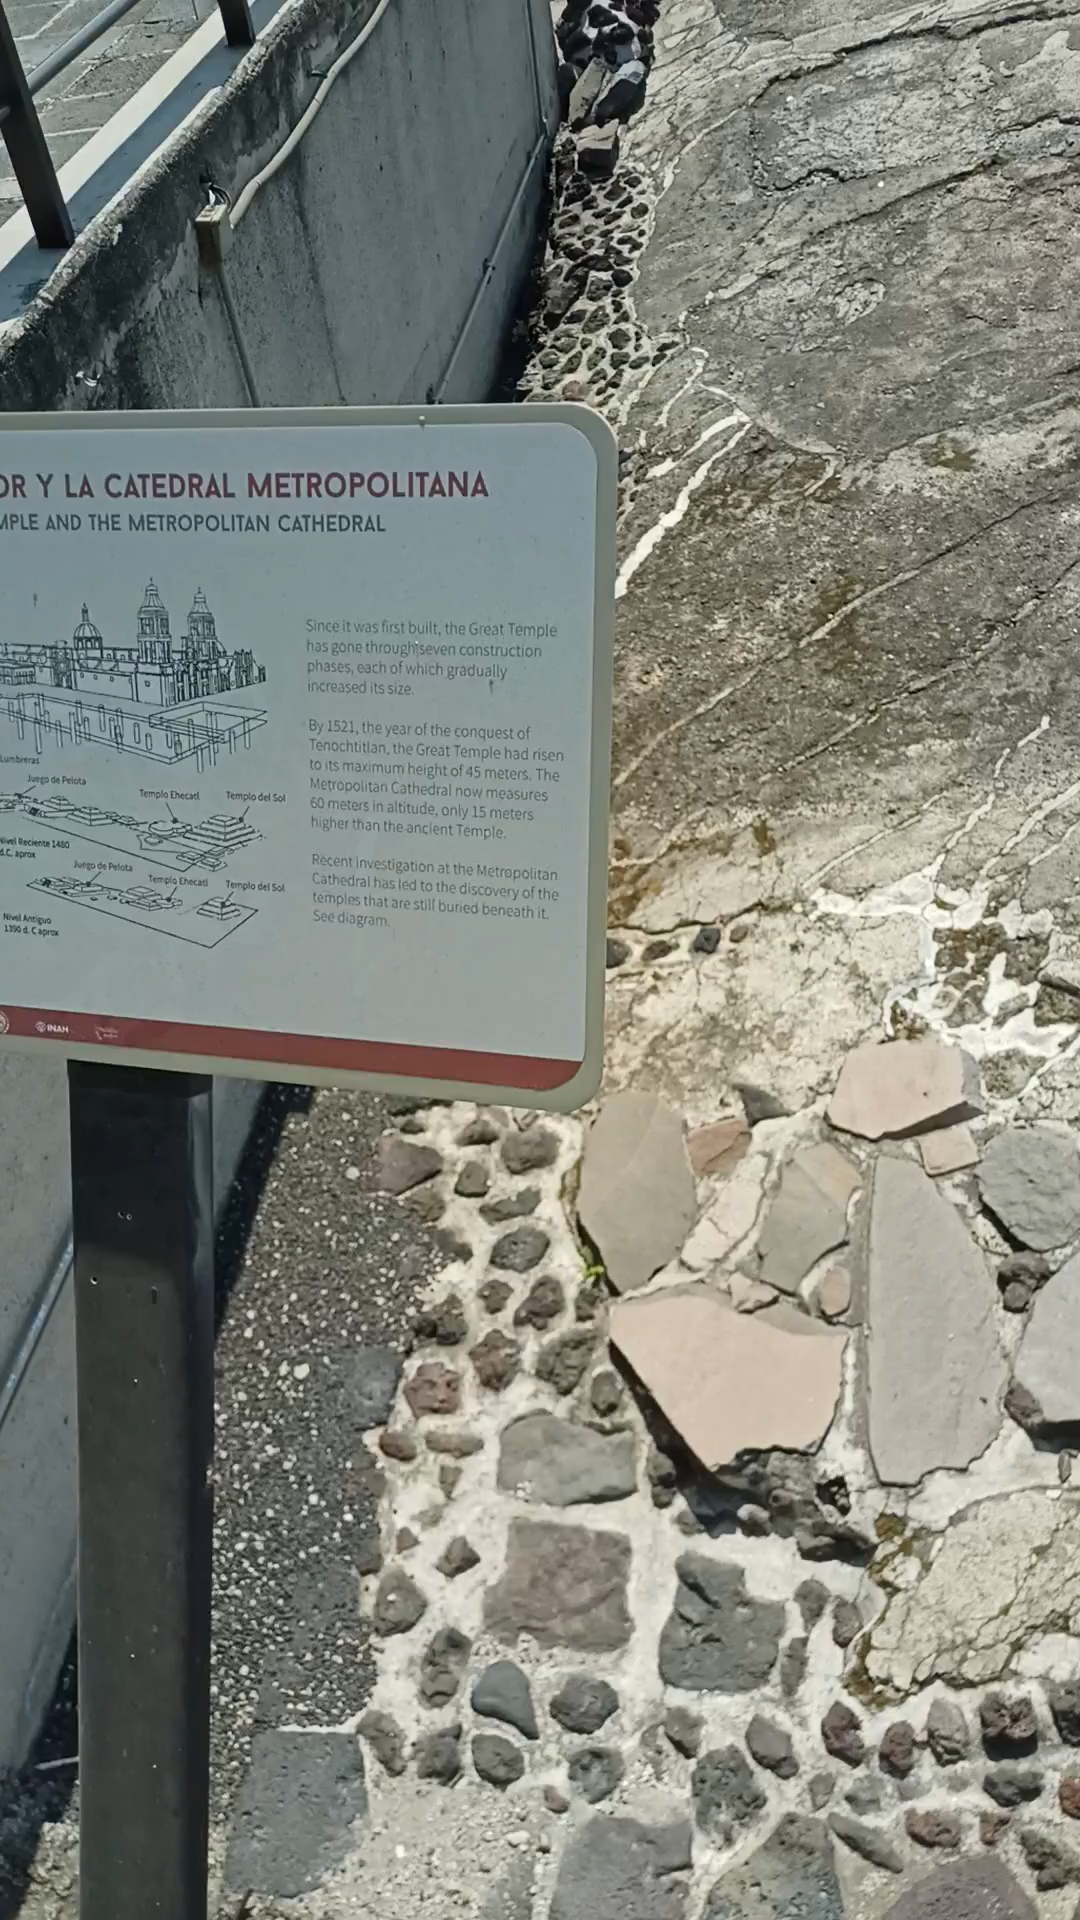 OR Y LA CATEDRAL METROPOLITANA
MPLE AND THE METROPOLITAN CATHEDRAL
Since it was first built, the Great Temple
has gone through seven construction
phases, each of which gradually
increased its size.
By 1521, the year of the conquest of
Tenochtitlan, the Great Temple had risen
to its maximum height of 45 meters. The
Metropolitan Cathedral now measures
60 meters in altitude, only 15 meters
higher than the ancient Temple.
Recent investigation at the Metropolitan
Cathedral has led to the discovery of the
temples that are still buried beneath it.
See diagram.
Lumbreras
Juego de Pelota
Templo Ehecatl
Templo del Sol
Nivel Reciente 1480
d.C. aprox
Juego de Pelota
Templo Ehecatl
Templo del Sol
Nivel Antiguo
1390 d. C aprox
INAH